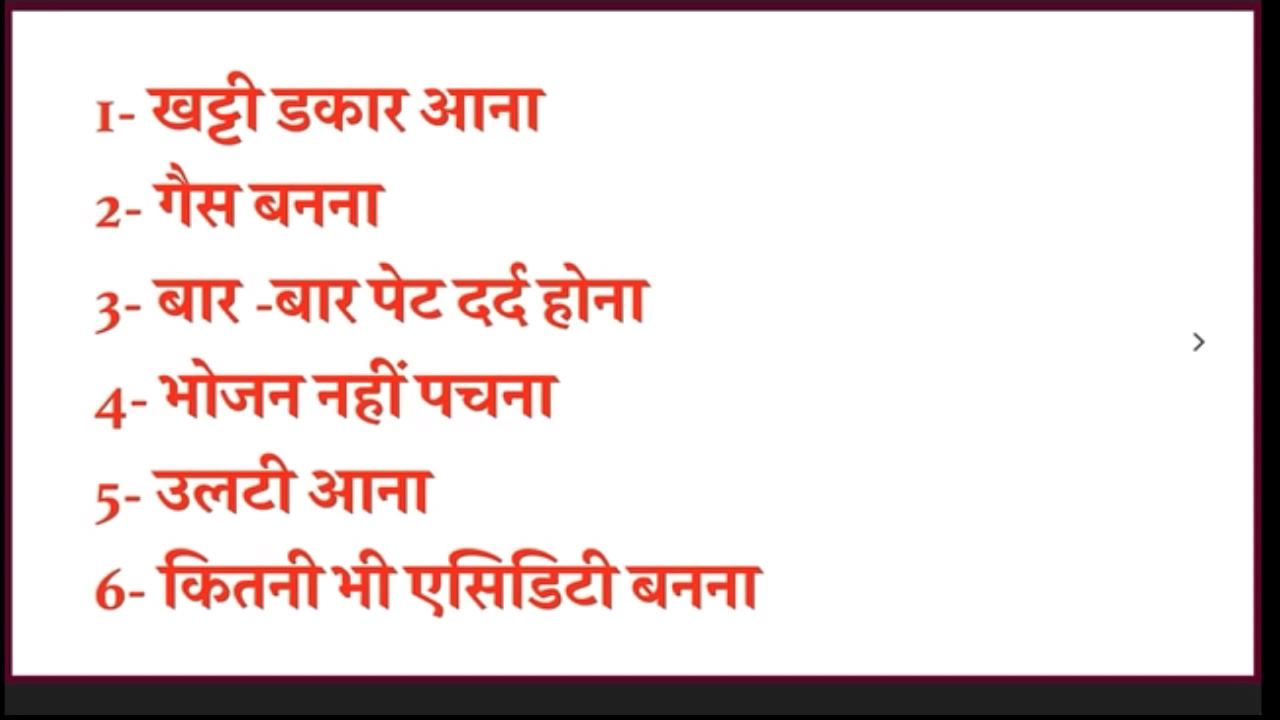 1- खट्टी डकार आना
2- गैस बनना
3- बार -बार पेट दर्द होना
4- भोजन नहीं पचना
5- उलटी आना
6- कितनी भी एसिडिटी बनना